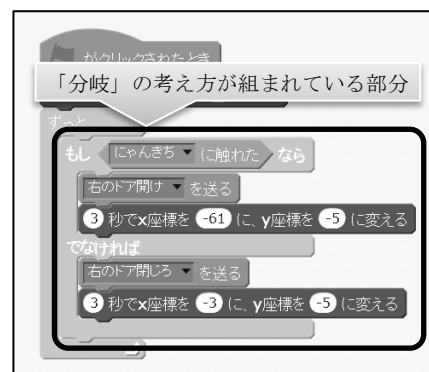 がクリックされたとき
「分岐」の考え方が組まれている部分
ずっと
もし にゃんきち ▼ に触れた なら
右のドア開け ▼ を送る
3 秒でx座標を -61 に、y座標を -5 に変える
でなければ
右のドア閉じろ ▼ を送る
3 秒でx座標を -3 に、y座標を -5 に変える